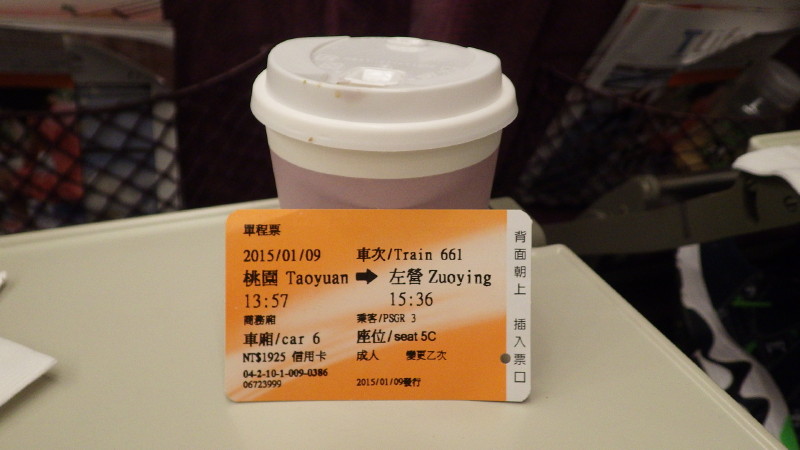 單程票
2015/01/09 車次/Train 661
桃園 Taoyuan → 左營 Zuoying
13:57 15:36
商務廂 乘客/PSGR 3
車廂/car 6 座位/seat 5C
NT$1925 信用卡 成人 變更乙次
04-2-10-1-009-0386
06723999 2015/01/09發行
背面朝上 插入票口